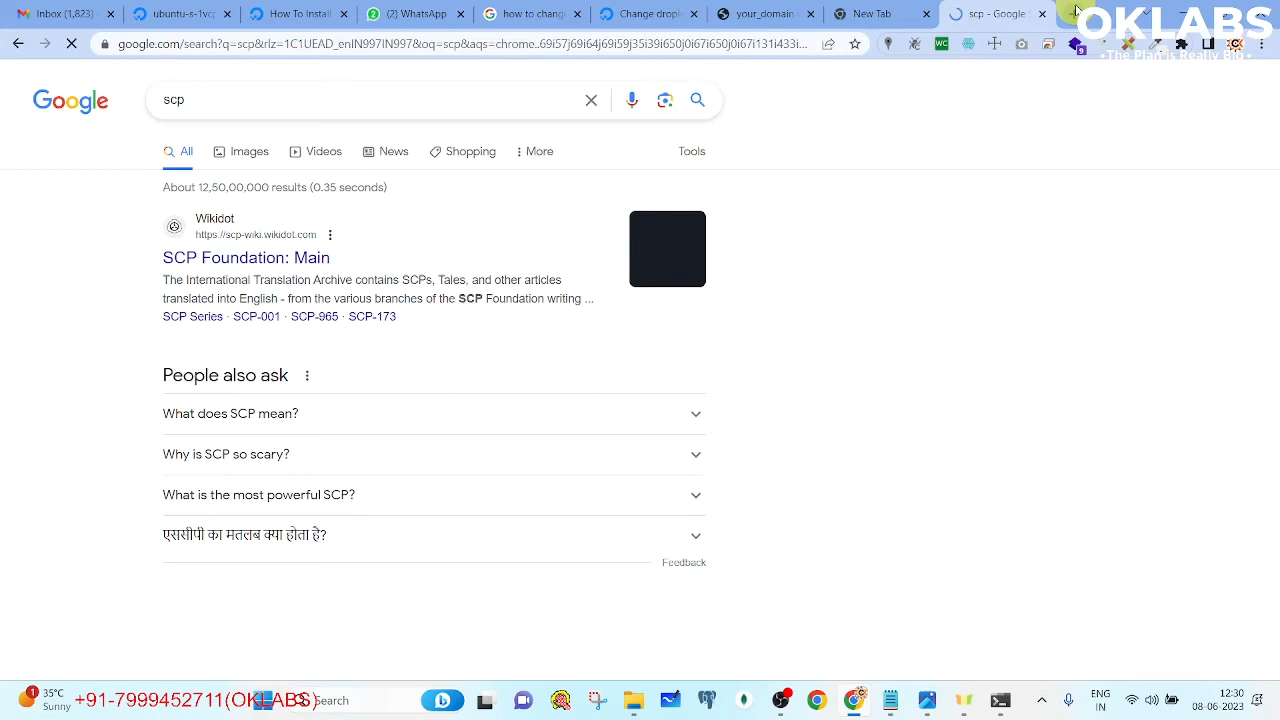 Inbox (1,823)
ubuntu-s-1vcp
How To Install
(2) WhatsApp
how to change
Change drople
your_domain
New Tab
scp - Google S
OKLABS
•The Plan is Really Big•
google.com/search?q=scp&rlz=1C1UEAD_enIN997IN997&oq=scp&aqs=chrome..69i57j69i64j69i59j35i39i650j0i67i650j0i67i131i433i...
WC
9
Google
scp
All
Images
Videos
News
Shopping
More
Tools
About 12,50,00,000 results (0.35 seconds)
Wikidot
https://scp-wiki.wikidot.com
SCP Foundation: Main
The International Translation Archive contains SCPs, Tales, and other articles
translated into English - from the various branches of the SCP Foundation writing ...
SCP Series · SCP-001 · SCP-965 · SCP-173
People also ask
What does SCP mean?
Why is SCP so scary?
What is the most powerful SCP?
एससीपी का मतलब क्या होता है?
Feedback
1
35°C
Sunny
+91-7999452711(OKLABS)
Search
ENG
IN
12:30
08-06-2023